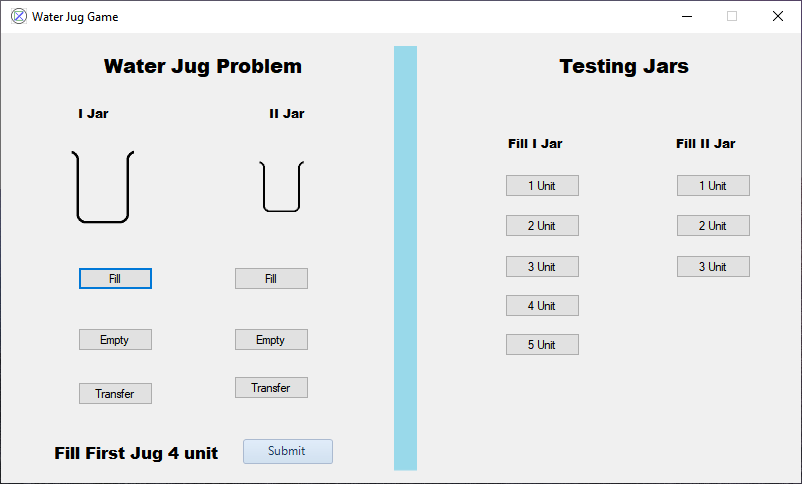 Water Jug Game
Water Jug Problem
Testing Jars
I Jar
II Jar
Fill I Jar
Fill II Jar
1 Unit
1 Unit
2 Unit
2 Unit
3 Unit
3 Unit
4 Unit
5 Unit
Fill
Fill
Empty
Empty
Transfer
Transfer
Fill First Jug 4 unit
Submit